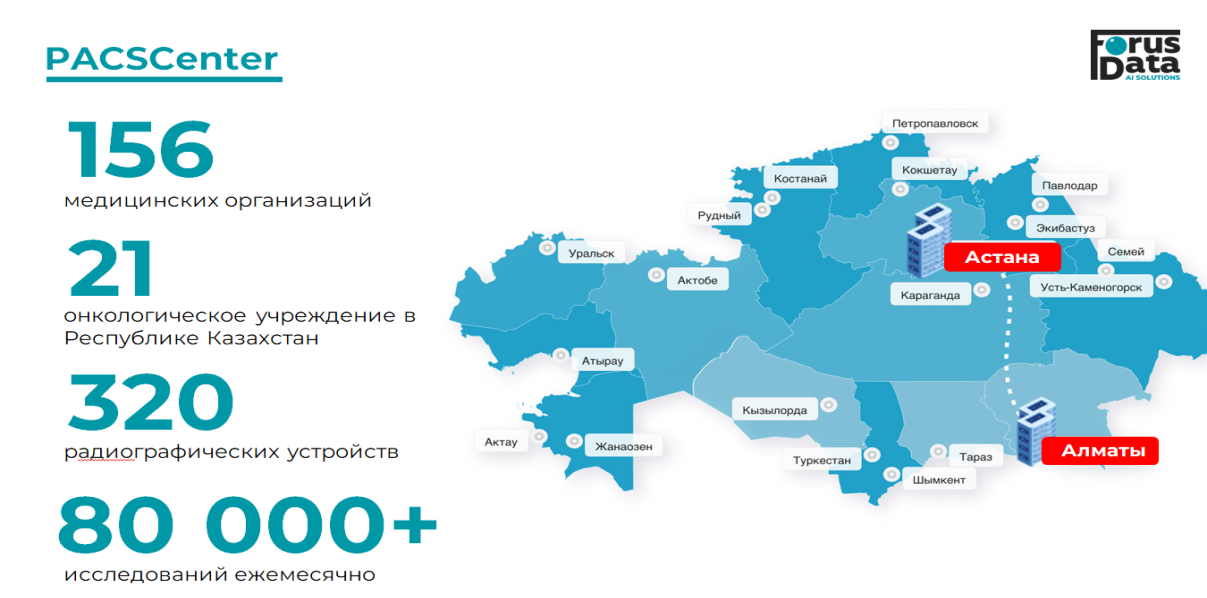 PACSCenter
Forus
Data
AI SOLUTIONS
156
медицинских организаций
21
онкологическое учреждение в
Республике Казахстан
320
радиографических устройств
80 000+
исследований ежемесячно
Петропавловск
Кокшетау
Костанай
Павлодар
Рудный
Экибастуз
Уральск
Астана
Семей
Актобе
Усть-Каменогорск
Караганда
Атырау
Кызылорда
Актау
Жанаозен
Алматы
Туркестан
Тараз
Шымкент